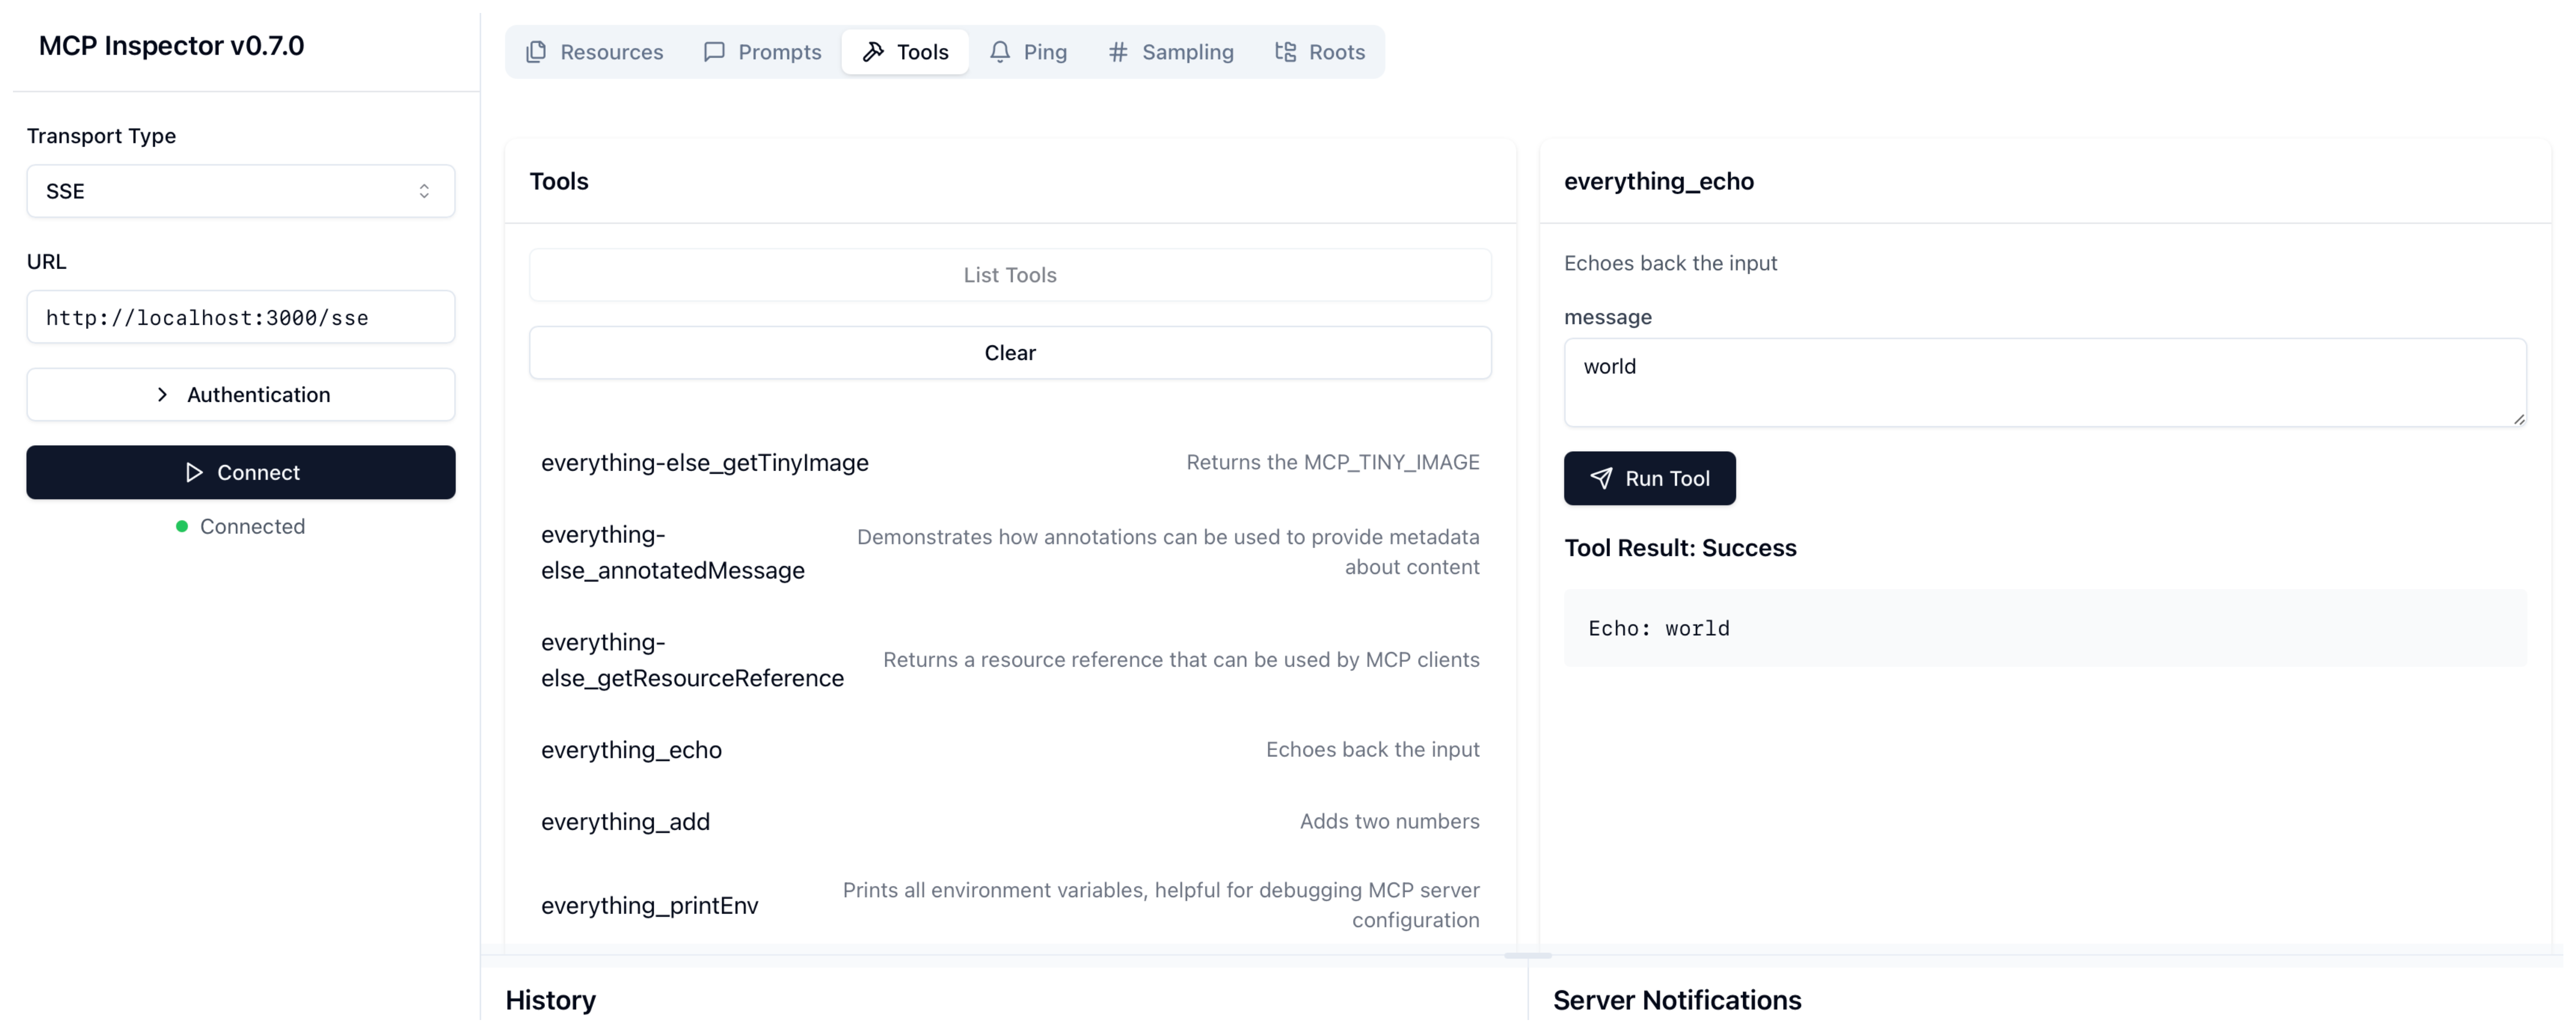 MCP Inspector v0.7.0
Transport Type
SSE
URL
http://localhost:3000/sse
Authentication
Connect
Connected
Resources Prompts Tools Ping Sampling Roots
Tools
List Tools
Clear
everything-else_getTinyImage Returns the MCP_TINY_IMAGE
everything-
else_annotatedMessage
Demonstrates how annotations can be used to provide metadata
about content
everything-
else_getResourceReference
Returns a resource reference that can be used by MCP clients
everything_echo Echoes back the input
everything_add Adds two numbers
everything_printEnv
Prints all environment variables, helpful for debugging MCP server
configuration
everything_echo
Echoes back the input
message
world
Run Tool
Tool Result: Success
Echo: world
History
Server Notifications